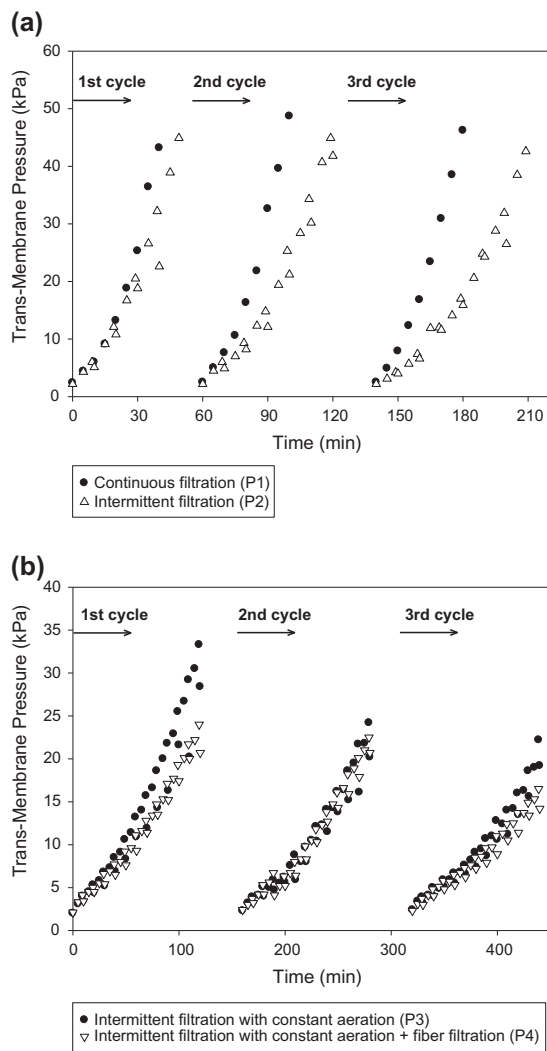 (a)
60
50
40
30
20
10
0
Trans-Membrane Pressure (kPa)
1st cycle
2nd cycle
3rd cycle
0 30 60 90 120 150 180 210
Time (min)
Continuous filtration (P1)
Intermittent filtration (P2)
(b)
40
35
30
25
20
15
10
5
0
Trans-Membrane Pressure (kPa)
1st cycle
2nd cycle
3rd cycle
0 100 200 300 400
Time (min)
Intermittent filtration with constant aeration (P3)
Intermittent filtration with constant aeration + fiber filtration (P4)